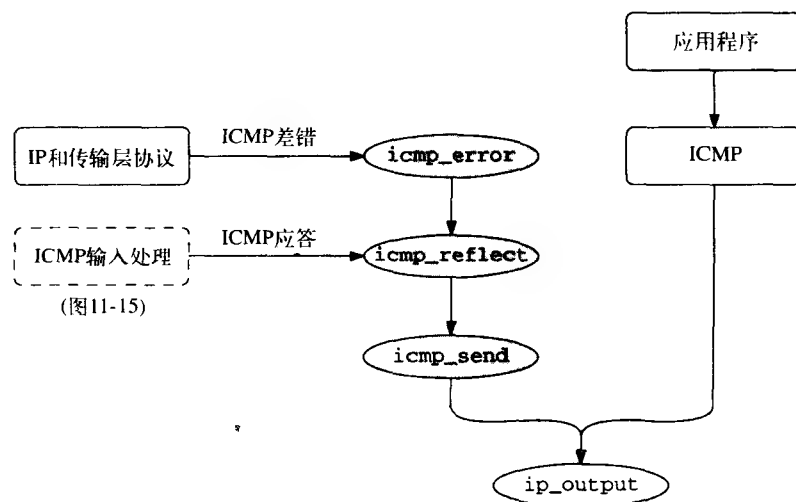 应用程序
IP和传输层协议
ICMP差错
icmp_error
ICMP
ICMP输入处理
ICMP应答
icmp_reflect
(图11-15)
icmp_send
ip_output